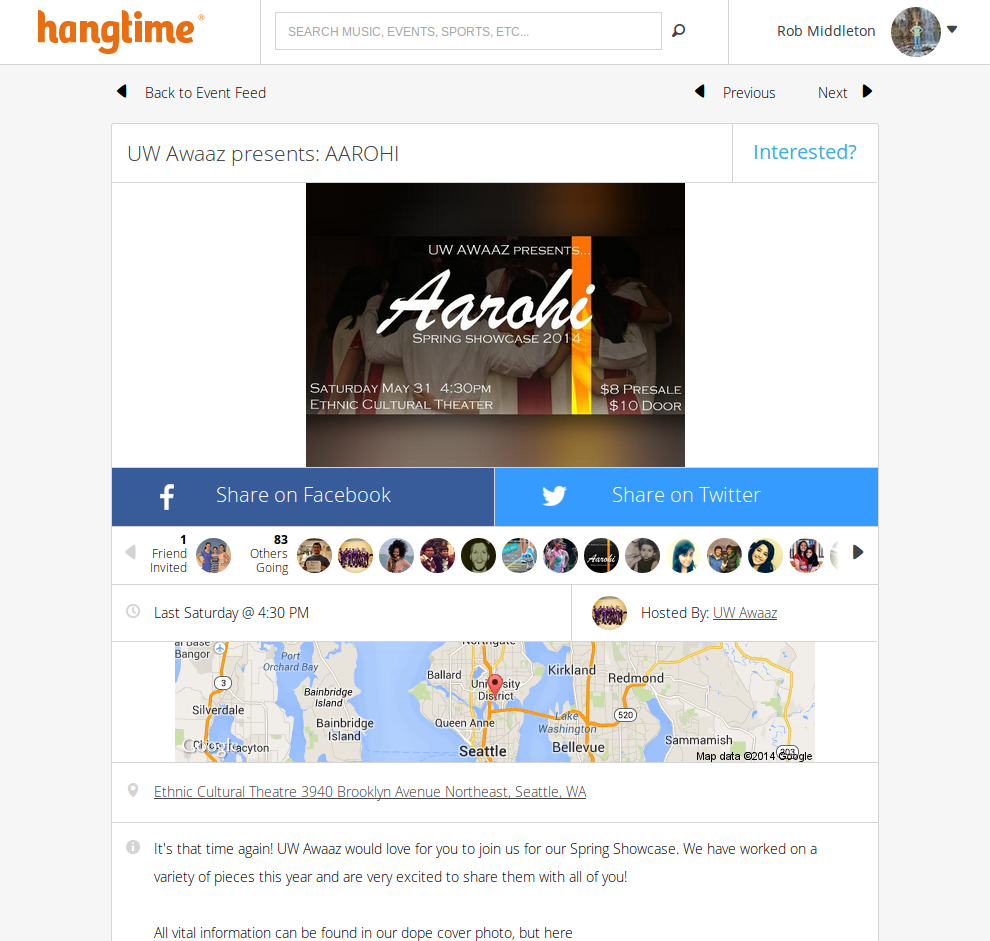 hangtime®
SEARCH MUSIC, EVENTS, SPORTS, ETC...
Rob Middleton
Back to Event Feed
Previous
Next
UW Awaaz presents: AAROHI
Interested?
UW AWAAZ PRESENTS...
Aarohi
SPRING SHOWCASE 2014
SATURDAY MAY 31 4:30PM
$8 PRESALE
ETHNIC CULTURAL THEATER
$10 DOOR
Share on Facebook
Share on Twitter
1
Friend
Invited
83
Others
Going
Last Saturday @ 4:30 PM
Hosted By: UW Awaaz
Bangor
Port
Orchard Bay
Northgate
Ballard
Kirkland
3
University
District
Redmond
Bainbridge
Island
Silverdale
Bainbridge
Island
Queen Anne
Lake
Washington
520
Google
Seattle
Bellevue
Sammamish
Map data ©2014 Google
Ethnic Cultural Theatre 3940 Brooklyn Avenue Northeast, Seattle, WA
It's that time again! UW Awaaz would love for you to join us for our Spring Showcase. We have worked on a
variety of pieces this year and are very excited to share them with all of you!
All vital information can be found in our dope cover photo, but here